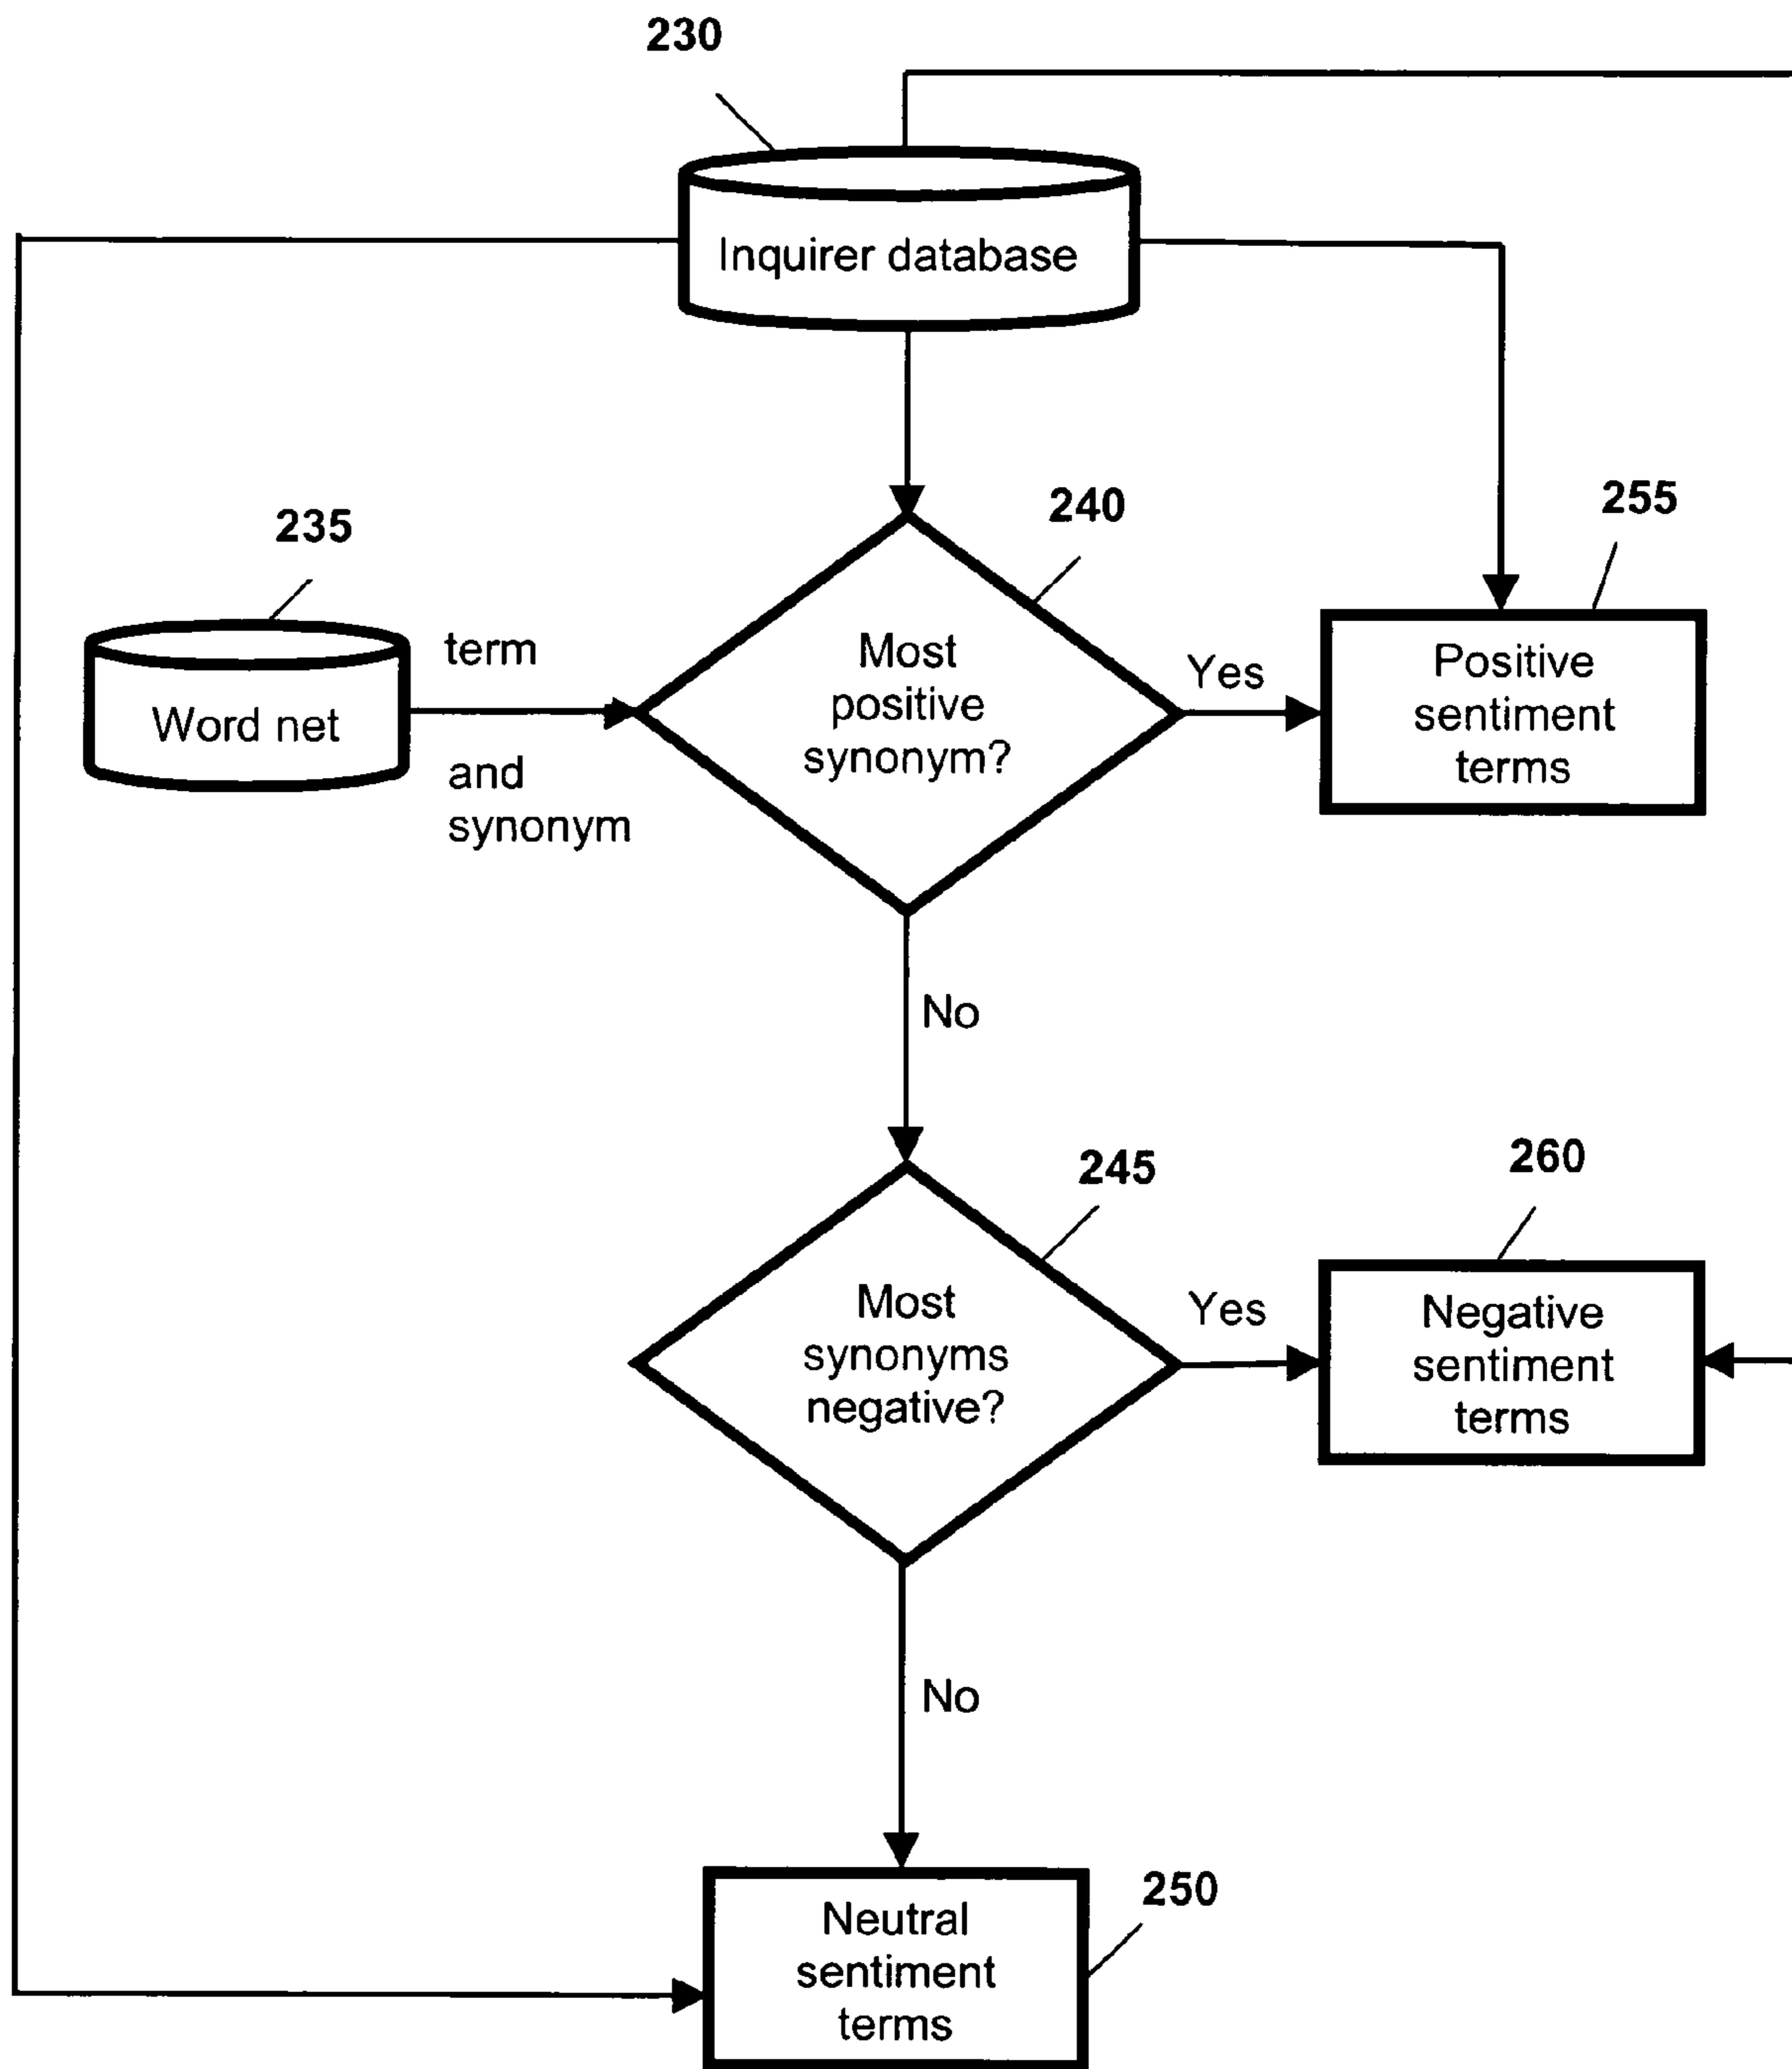 230
Inquirer database
235
240
255
term
Word net
and
synonym
Most
positive
synonym?
Yes
Positive
sentiment
terms
No
245
260
Most
synonyms
negative?
Yes
Negative
sentiment
terms
No
250
Neutral
sentiment
terms